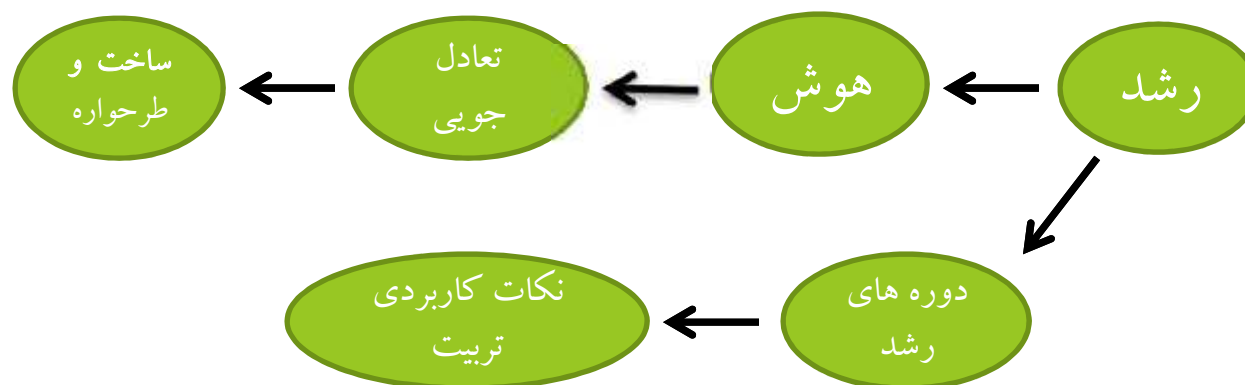 رشد
هوش
تعادل
جویی
ساخت و
طرحواره
دوره های
رشد
نکات کاربردی
تربیت